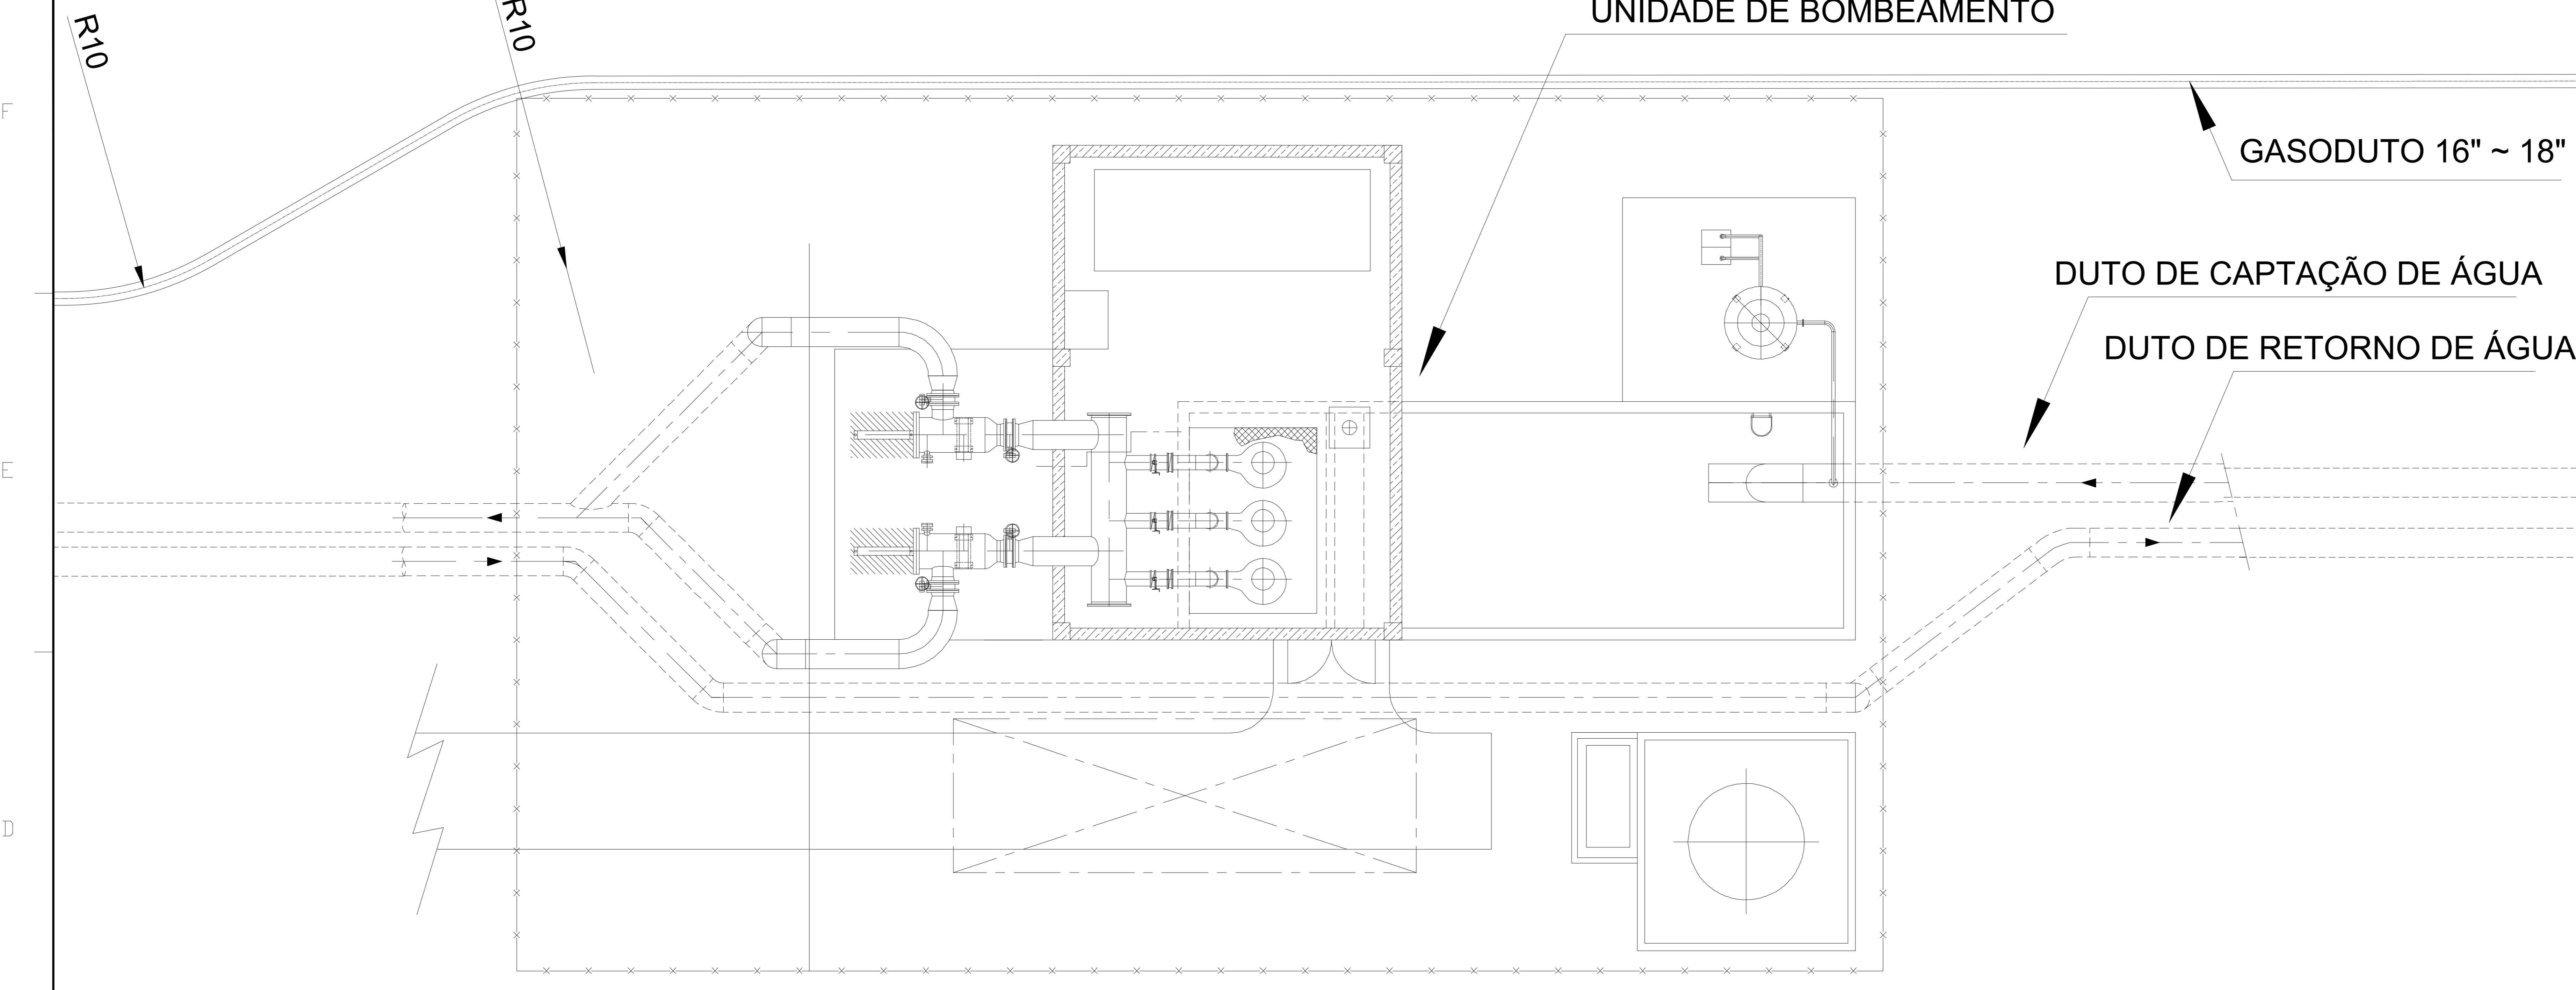 R10
R10
UNIDADE DE BOMBEAMENTO
F
GASODUTO 16" ~ 18"
DUTO DE CAPTAÇÃO DE ÁGUA
DUTO DE RETORNO DE ÁGUA
E
D